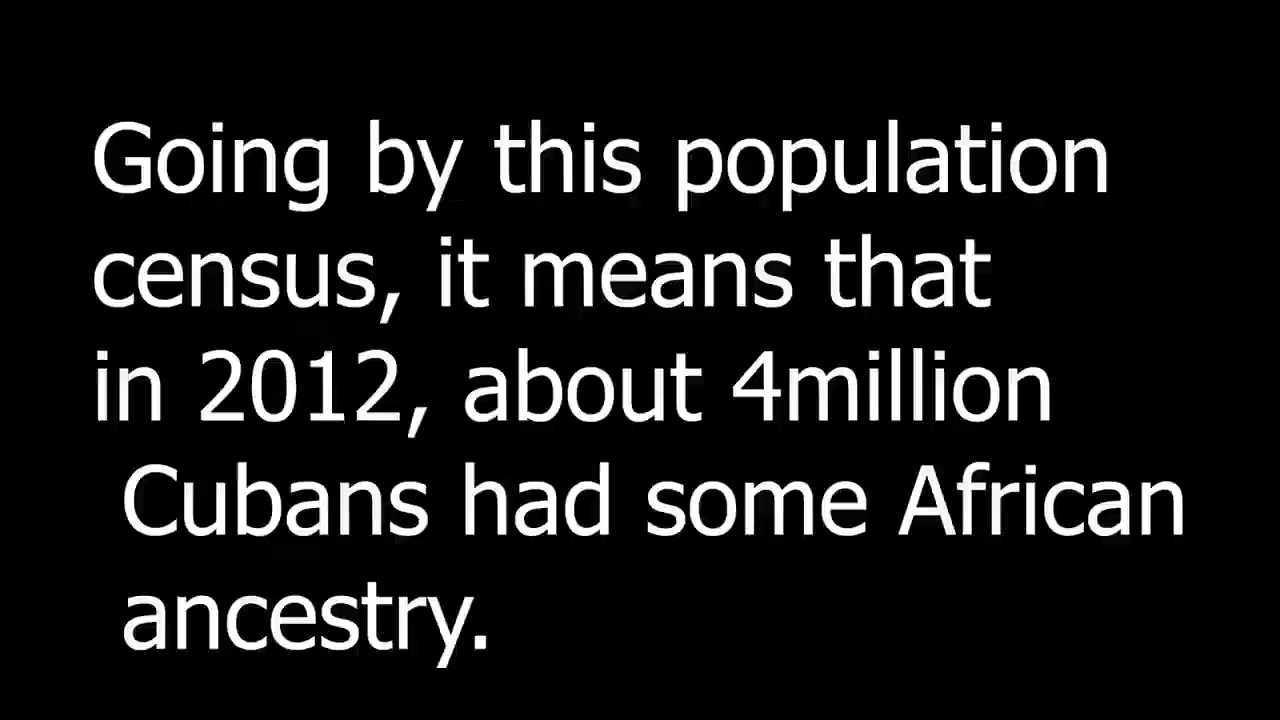 Going by this population
census, it means that
in 2012, about 4million
Cubans had some African
ancestry.